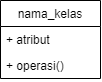 nama_kelas
+ atribut
+ operasi()